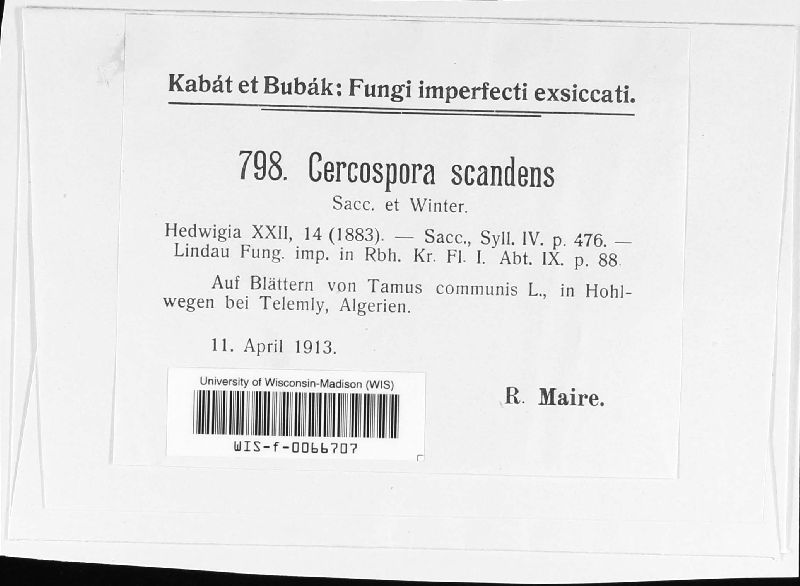 Kabát et Bubák: Fungi imperfecti exsiccati.
798. Cercospora scandens
Sacc. et Winter.
Hedwigia XXII, 14 (1883). — Sacc., Syll. IV. p. 476. —
Lindau Fung. imp. in Rbh. Kr. Fl. I. Abt. IX. p. 88
Auf Blättern von Tamus communis L., in Hohl-
wegen bei Telemly, Algerien.
11. April 1913.
R. Maire.
University of Wisconsin-Madison (WIS)
WIS-f-0066707